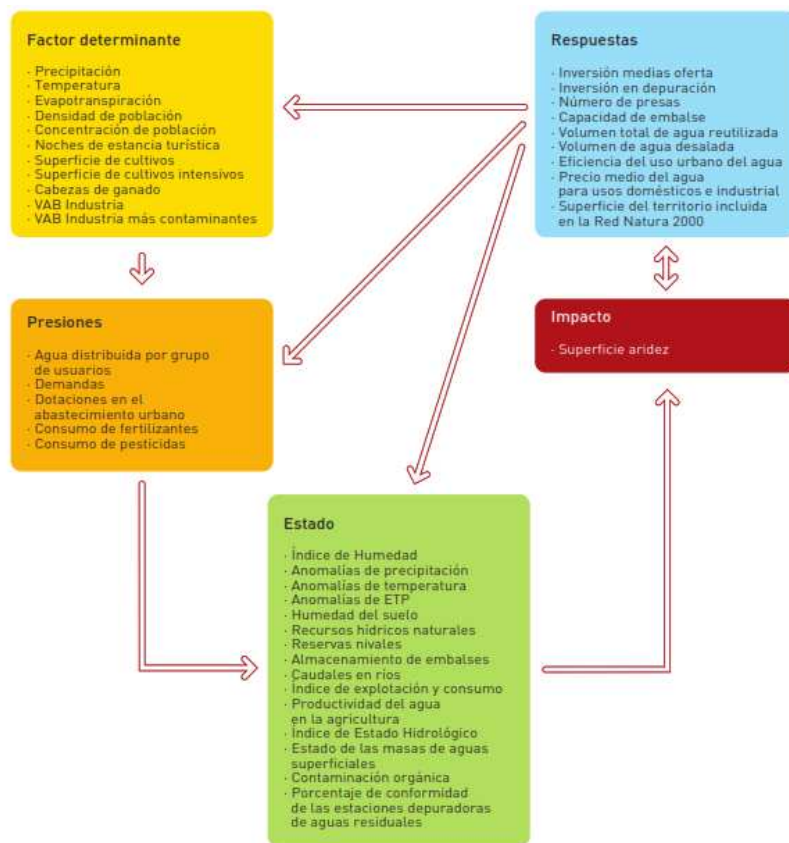 Factor determinante
· Precipitación
· Temperatura
· Evapotranspiración
· Densidad de población
· Concentración de población
· Noches de estancia turística
· Superficie de cultivos
· Superficie de cultivos intensivos
· Cabezas de ganado
· VAB Industria
· VAB Industria más contaminantes
Respuestas
· Inversión medias oferta
· Inversión en depuración
· Número de presas
· Capacidad de embalse
· Volumen total de agua reutilizada
· Volumen de agua desalada
· Eficiencia del uso urbano del agua
· Precio medio del agua
para usos domésticos e industrial
· Superficie del territorio incluida
en la Red Natura 2000
Presiones
· Agua distribuida por grupo
de usuarios
· Demandas
· Dotaciones en el
abastecimiento urbano
· Consumo de fertilizantes
· Consumo de pesticidas
Impacto
· Superficie aridez
Estado
· Índice de Humedad
· Anomalías de precipitación
· Anomalías de temperatura
· Anomalías de ETP
· Humedad del suelo
· Recursos hídricos naturales
· Reservas nivales
· Almacenamiento de embalses
· Caudales en ríos
· Índice de explotación y consumo
· Productividad del agua
en la agricultura
· Índice de Estado Hidrológico
· Estado de las masas de aguas
superficiales
· Contaminación orgánica
· Porcentaje de conformidad
de las estaciones depuradoras
de aguas residuales